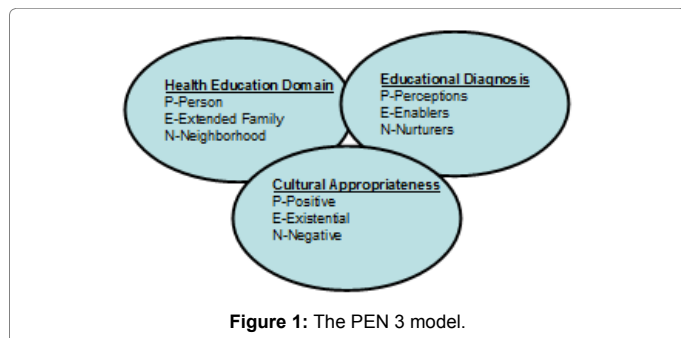 Health Education Domain
P-Person
E-Extended Family
N-Neighborhood
Educational Diagnosis
P-Perceptions
E-Enablers
N-Nurturers
Cultural Appropriateness
P-Positive
E-Existential
N-Negative
Figure 1: The PEN 3 model.